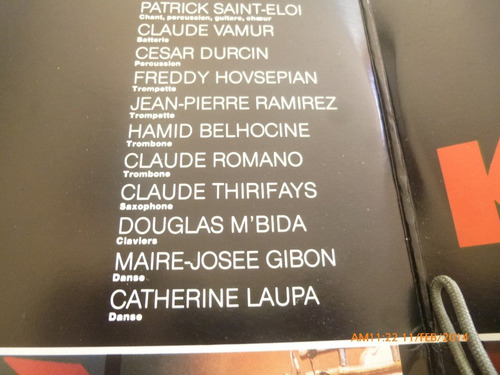 PATRICK SAINT-ELOI
Chant, percussion, guitare, chœur
CLAUDE VAMUR
Batterie
CESAR DURCIN
Percussion
FREDDY HOVSEPIAN
Trompette
JEAN-PIERRE RAMIREZ
Trompette
HAMID BELHOCINE
Trombone
CLAUDE ROMANO
Trombone
CLAUDE THIRIFAYS
Saxophone
DOUGLAS M'BIDA
Claviers
MAIRE-JOSEE GIBON
Danse
CATHERINE LAUPA
Danse
K
AM11:22 11/FEB/2014